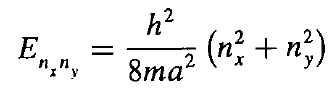 E_{n_x n_y} = \frac{h^2}{8ma^2} (n_x^2 + n_y^2)